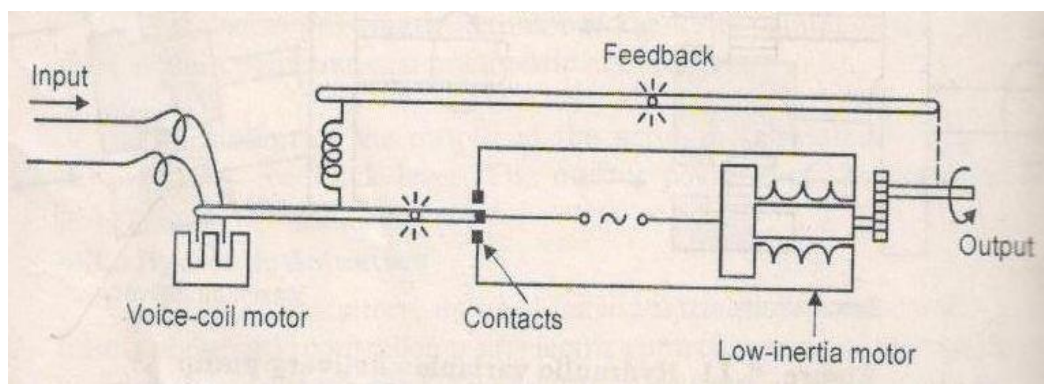 Feedback
Input
Output
Voice-coil motor
Contacts
Low-inertia motor